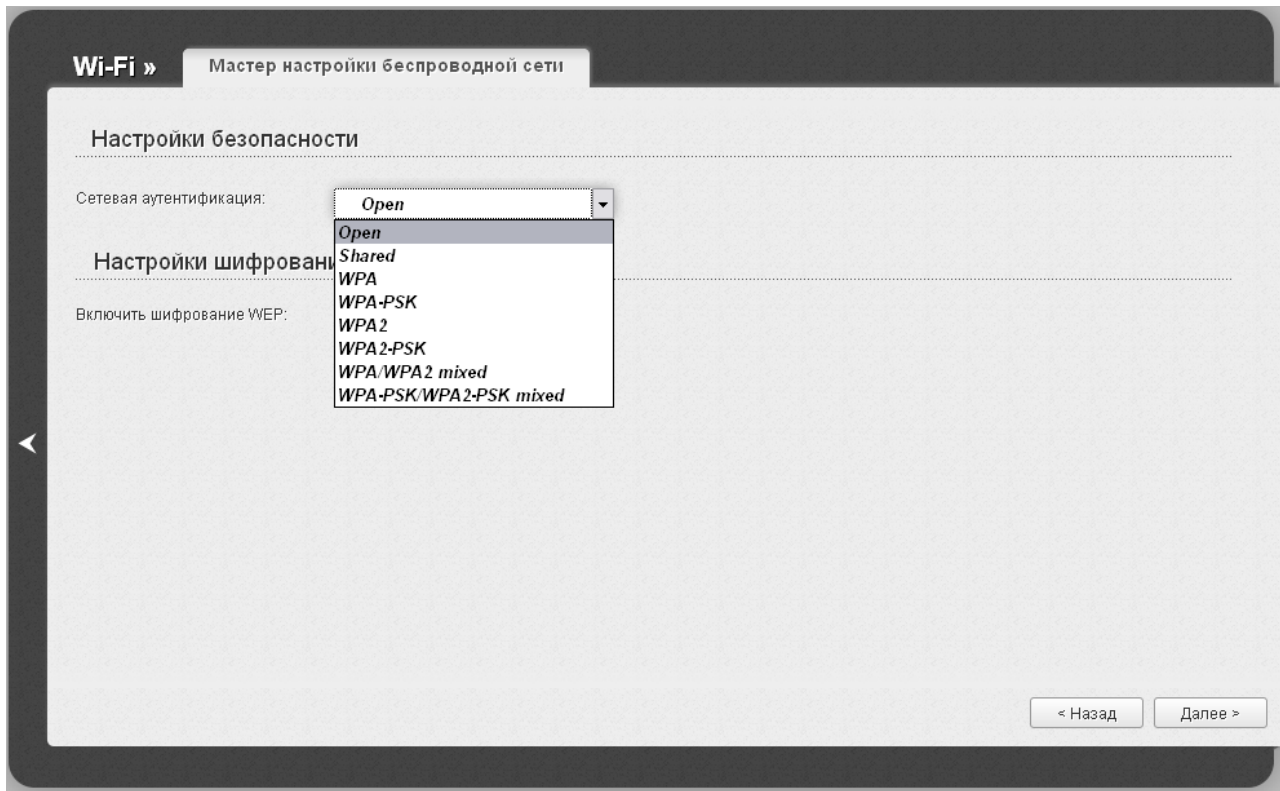 Wi-Fi »
Мастер настройки беспроводной сети
Настройки безопасности
Сетевая аутентификация:
Open
Open
Shared
WPA
WPA-PSK
WPA2
WPA2-PSK
WPA/WPA2 mixed
WPA-PSK/WPA2-PSK mixed
Настройки
Включить шифрование WEP:
< Назад
Далее >